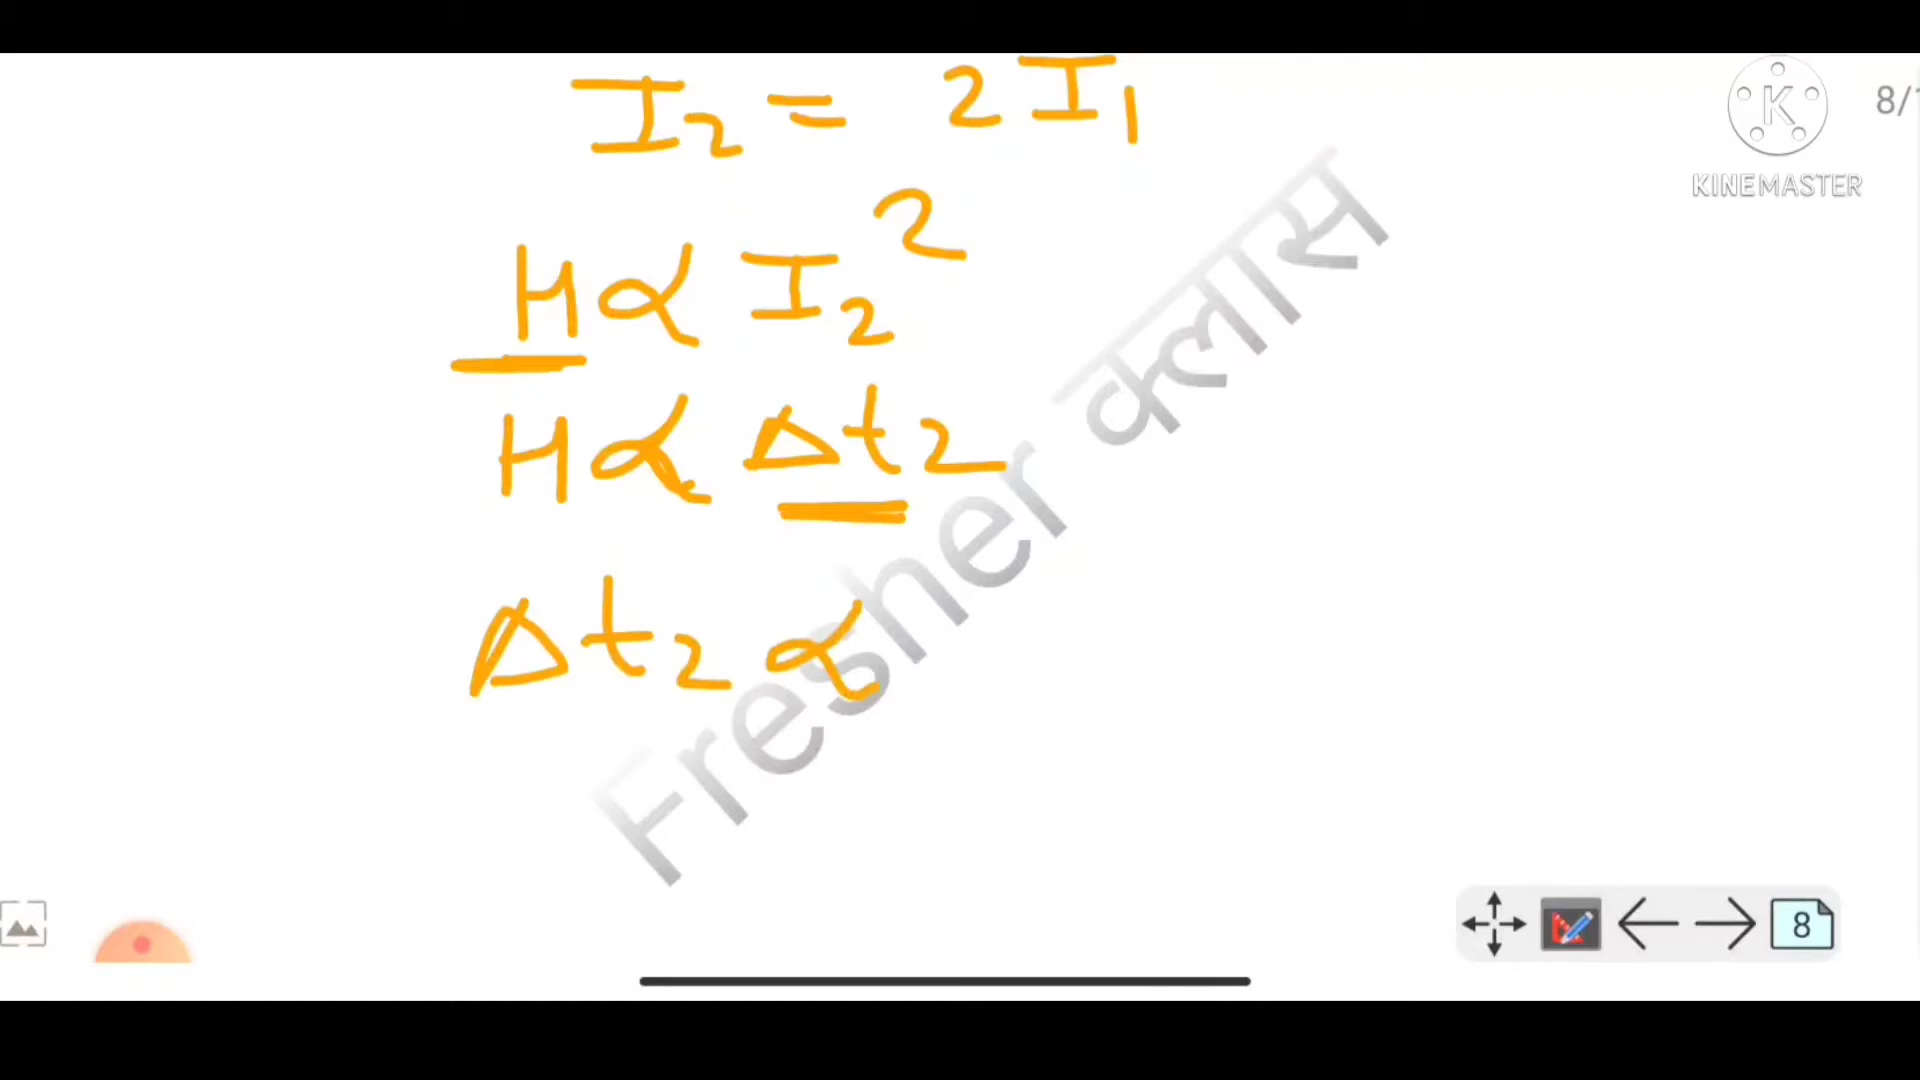 I₂ = 2I₁
8/
KINEMASTER
H ∝ I₂²
H ∝ Δt₂
Δt₂ ∝
Fresher क्लास
8